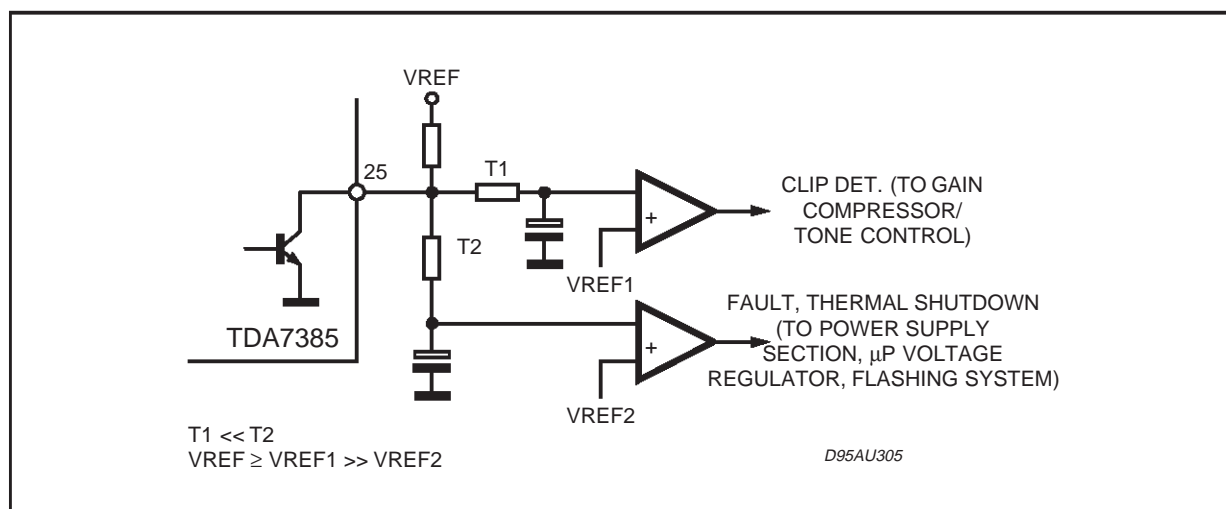 VREF
25
T1
CLIP DET. (TO GAIN
COMPRESSOR/
TONE CONTROL)
+
T2
VREF1
FAULT, THERMAL SHUTDOWN
(TO POWER SUPPLY
SECTION, µP VOLTAGE
REGULATOR, FLASHING SYSTEM)
TDA7385
+
VREF2
T1 << T2
VREF ≥ VREF1 >> VREF2
D95AU305